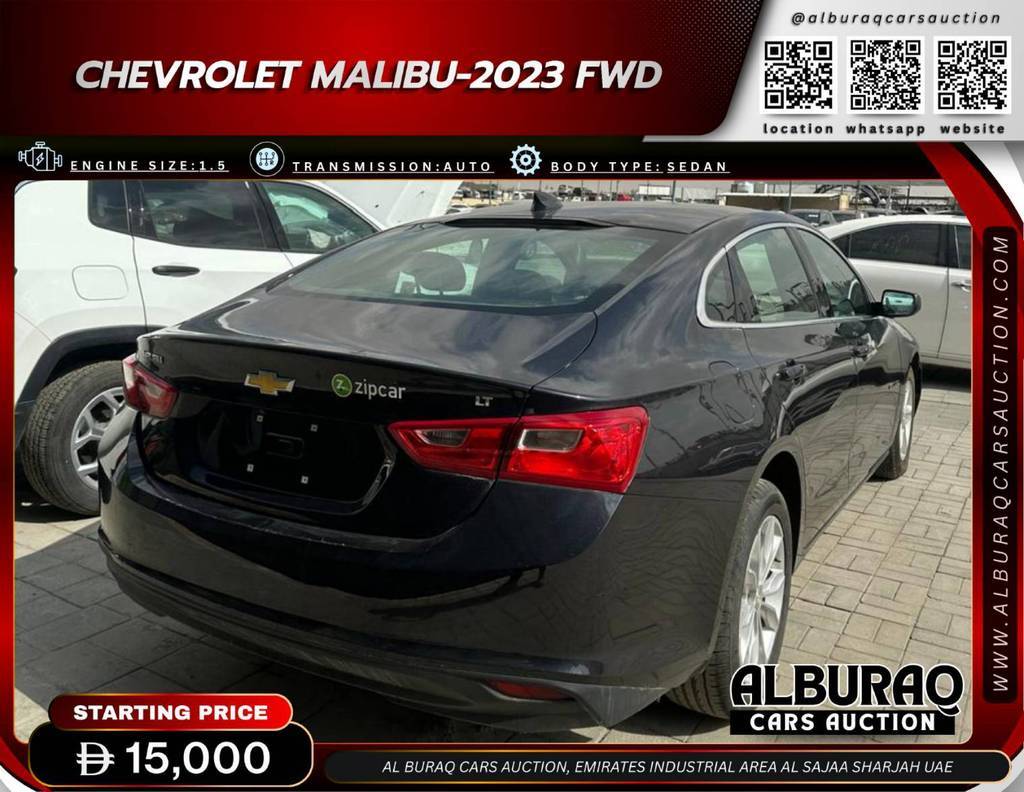 @alburaqcarsauction
CHEVROLET MALIBU-2023 FWD
location whatsapp website
ENGINE SIZE:1.5
TRANSMISSION:AUTO
BODY TYPE: SEDAN
zipcar
LT
WWW.ALBURAQCARSAUCTION.COM
ALBURAQ
CARS AUCTION
STARTING PRICE
15,000
AL BURAQ CARS AUCTION, EMIRATES INDUSTRIAL AREA AL SAJAA SHARJAH UAE